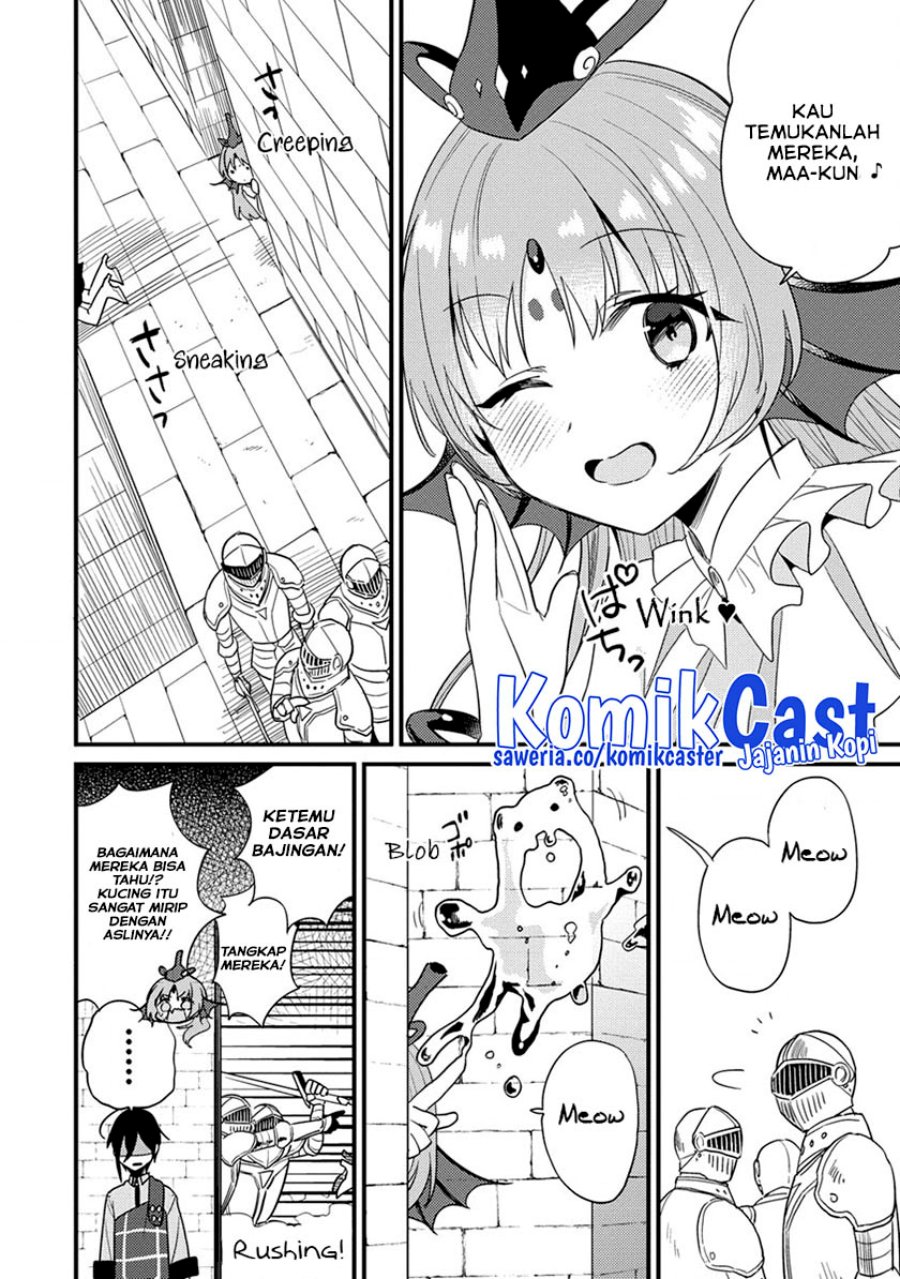 KAU
TEMUKANLAH
MEREKA,
MAA-KUN ♪
ぱちっ
Wink ♥
ささっ
Creeping
ささっ
Sneaking
KomikCast
saweria.co/komikcaster
Jajanin Kopi
Meow
Meow
ゴポ
Blob
Meow
KETEMU
DASAR
BAJINGAN!
TANGKAP
MEREKA!
Rushing!
BAGAIMANA
MEREKA BISA
TAHU!?
KUCING ITU
SANGAT MIRIP
DENGAN
ASLINYA!!
......